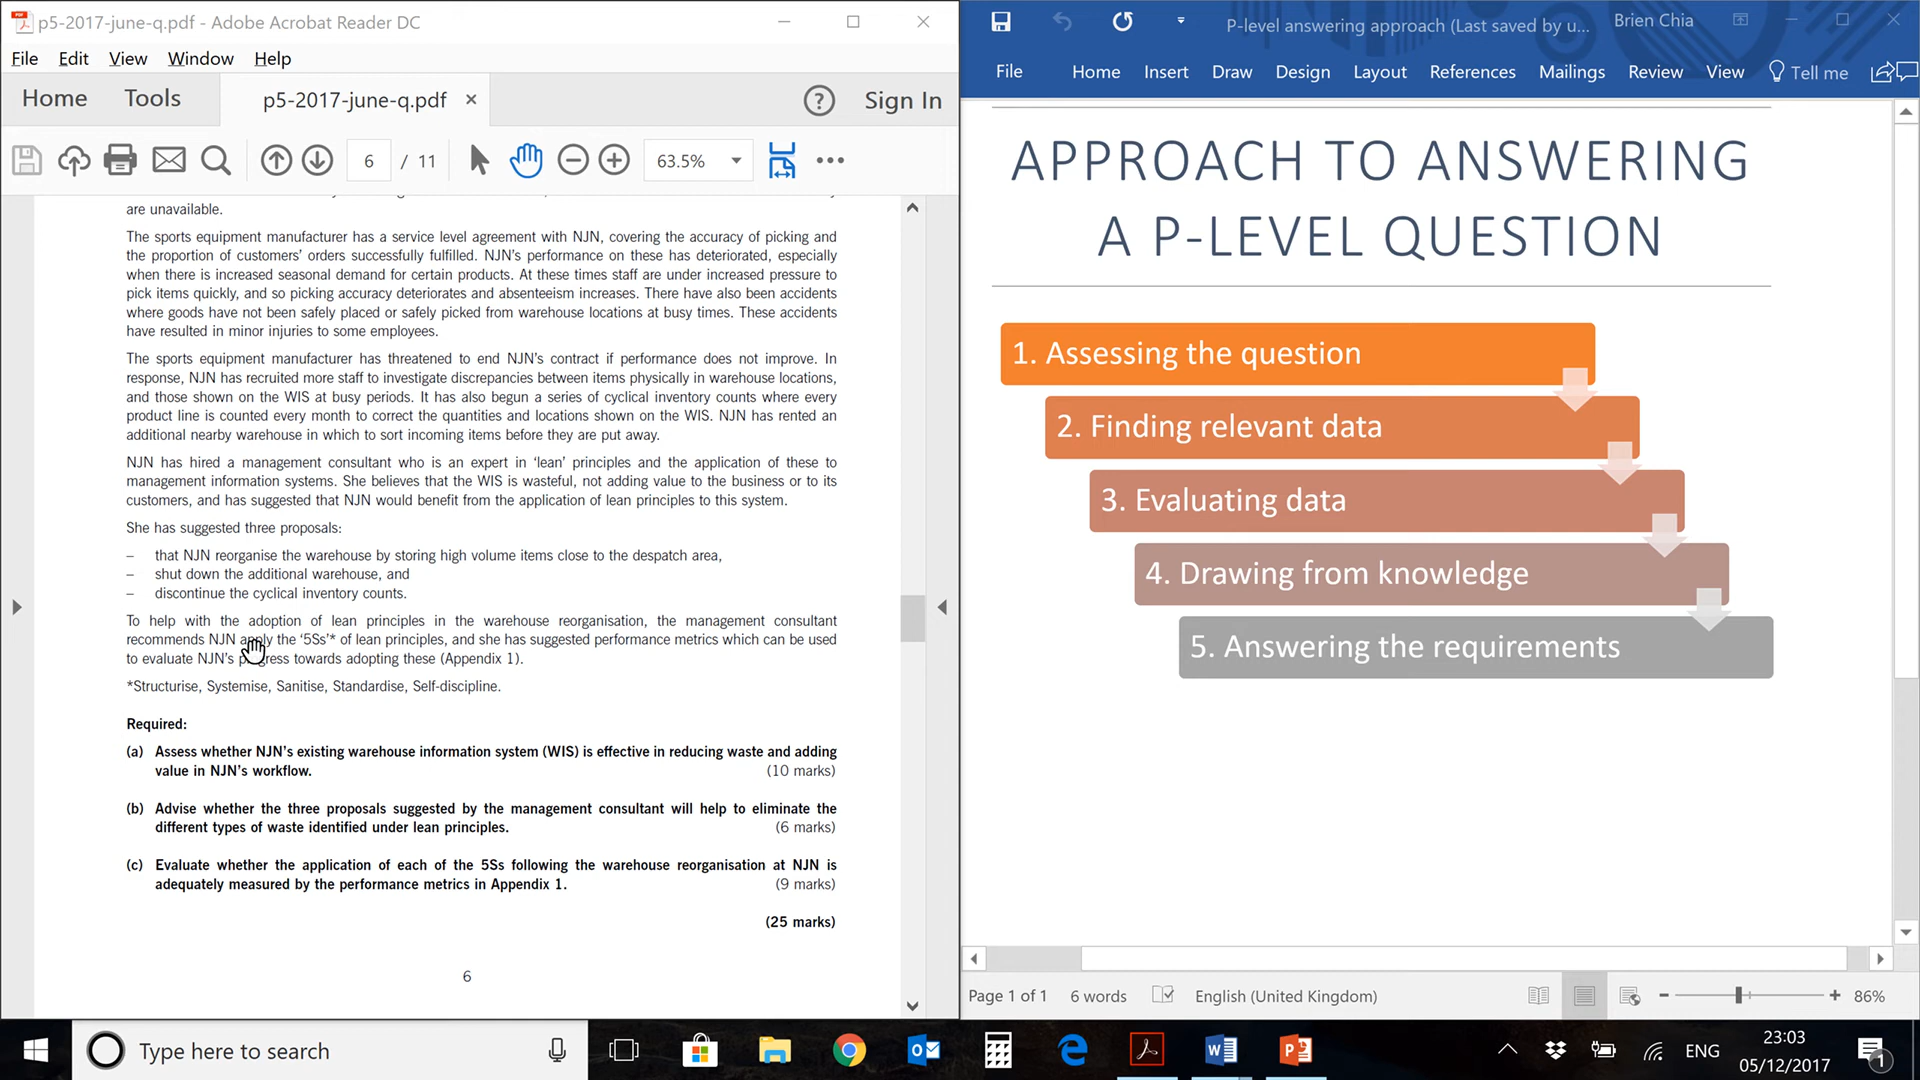 p5-2017-june-q.pdf - Adobe Acrobat Reader DC
File Edit View Window Help
Home Tools p5-2017-june-q.pdf × Sign In
6 / 11 63.5%
are unavailable.
The sports equipment manufacturer has a service level agreement with NJN, covering the accuracy of picking and
the proportion of customers' orders successfully fulfilled. NJN's performance on these has deteriorated, especially
when there is increased seasonal demand for certain products. At these times staff are under increased pressure to
pick items quickly, and so picking accuracy deteriorates and absenteeism increases. There have also been accidents
where goods have not been safely placed or safely picked from warehouse locations at busy times. These accidents
have resulted in minor injuries to some employees.
The sports equipment manufacturer has threatened to end NJN's contract if performance does not improve. In
response, NJN has recruited more staff to investigate discrepancies between items physically in warehouse locations,
and those shown on the WIS at busy periods. It has also begun a series of cyclical inventory counts where every
product line is counted every month to correct the quantities and locations shown on the WIS. NJN has rented an
additional nearby warehouse in which to sort incoming items before they are put away.
NJN has hired a management consultant who is an expert in 'lean' principles and the application of these to
management information systems. She believes that the WIS is wasteful, not adding value to the business or to its
customers, and has suggested that NJN would benefit from the application of lean principles to this system.
She has suggested three proposals:
– that NJN reorganise the warehouse by storing high volume items close to the despatch area,
– shut down the additional warehouse, and
– discontinue the cyclical inventory counts.
To help with the adoption of lean principles in the warehouse reorganisation, the management consultant
recommends NJN apply the '5Ss'* of lean principles, and she has suggested performance metrics which can be used
to evaluate NJN's progress towards adopting these (Appendix 1).
*Structurise, Systemise, Sanitise, Standardise, Self-discipline.
Required:
(a) Assess whether NJN's existing warehouse information system (WIS) is effective in reducing waste and adding
value in NJN's workflow. (10 marks)
(b) Advise whether the three proposals suggested by the management consultant will help to eliminate the
different types of waste identified under lean principles. (6 marks)
(c) Evaluate whether the application of each of the 5Ss following the warehouse reorganisation at NJN is
adequately measured by the performance metrics in Appendix 1. (9 marks)
(25 marks)
6
P-level answering approach (Last saved by u... Brien Chia
File Home Insert Draw Design Layout References Mailings Review View Tell me
APPROACH TO ANSWERING
A P-LEVEL QUESTION
1. Assessing the question
2. Finding relevant data
3. Evaluating data
4. Drawing from knowledge
5. Answering the requirements
Page 1 of 1 6 words English (United Kingdom) 86%
Type here to search
ENG
23:03
05/12/2017
1